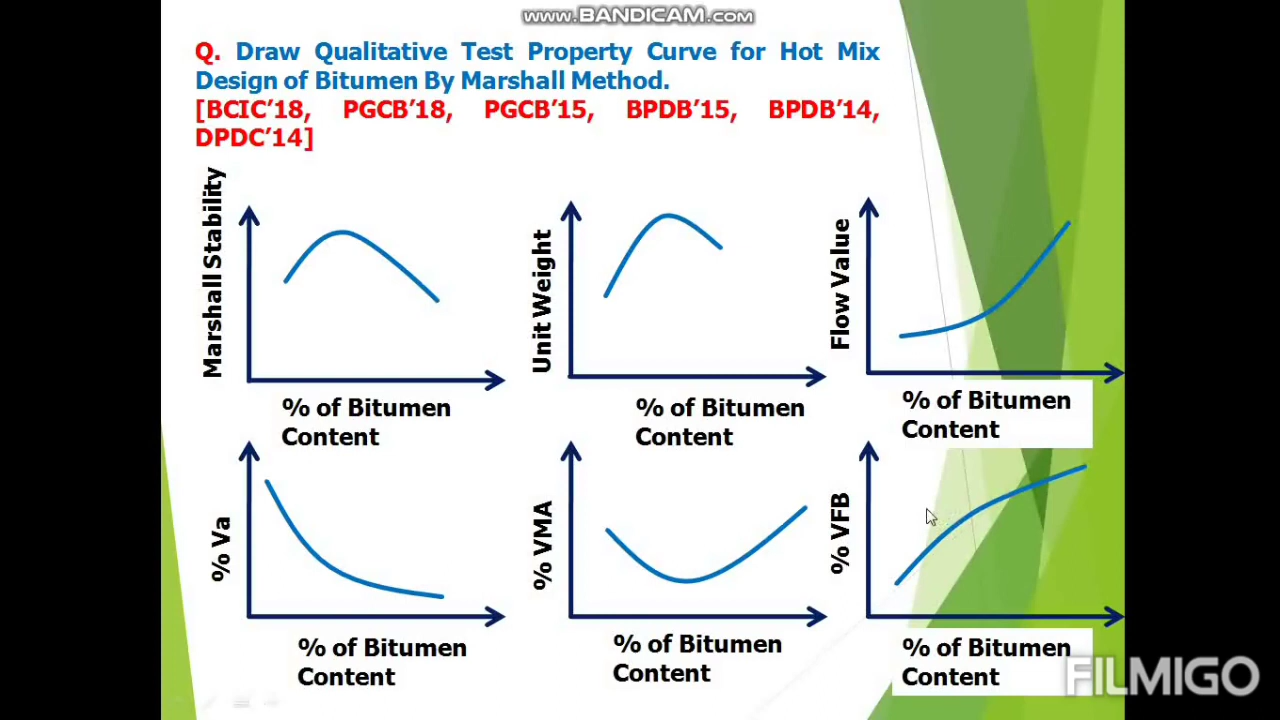 www.BANDICAM.com
Q. Draw Qualitative Test Property Curve for Hot Mix
Design of Bitumen By Marshall Method.
[BCIC'18, PGCB'18, PGCB'15, BPDB'15, BPDB'14,
DPDC'14]
Marshall Stability
% of Bitumen
Content
Unit Weight
% of Bitumen
Content
Flow Value
% of Bitumen
Content
% Va
% of Bitumen
Content
% VMA
% of Bitumen
Content
% VFB
% of Bitumen
Content
FILMIGO